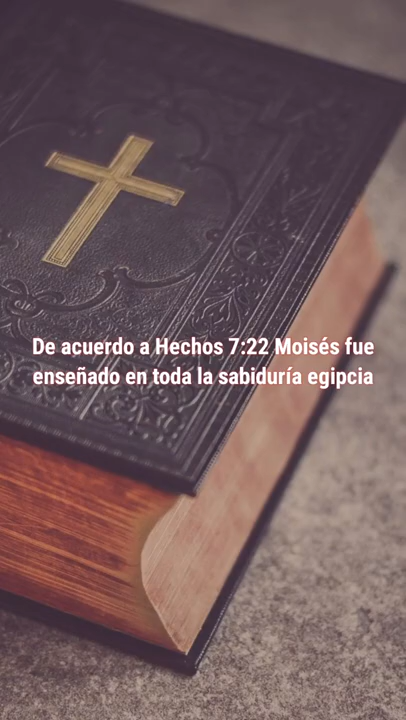 De acuerdo a Hechos 7:22 Moisés fue
enseñado en toda la sabiduría egipcia